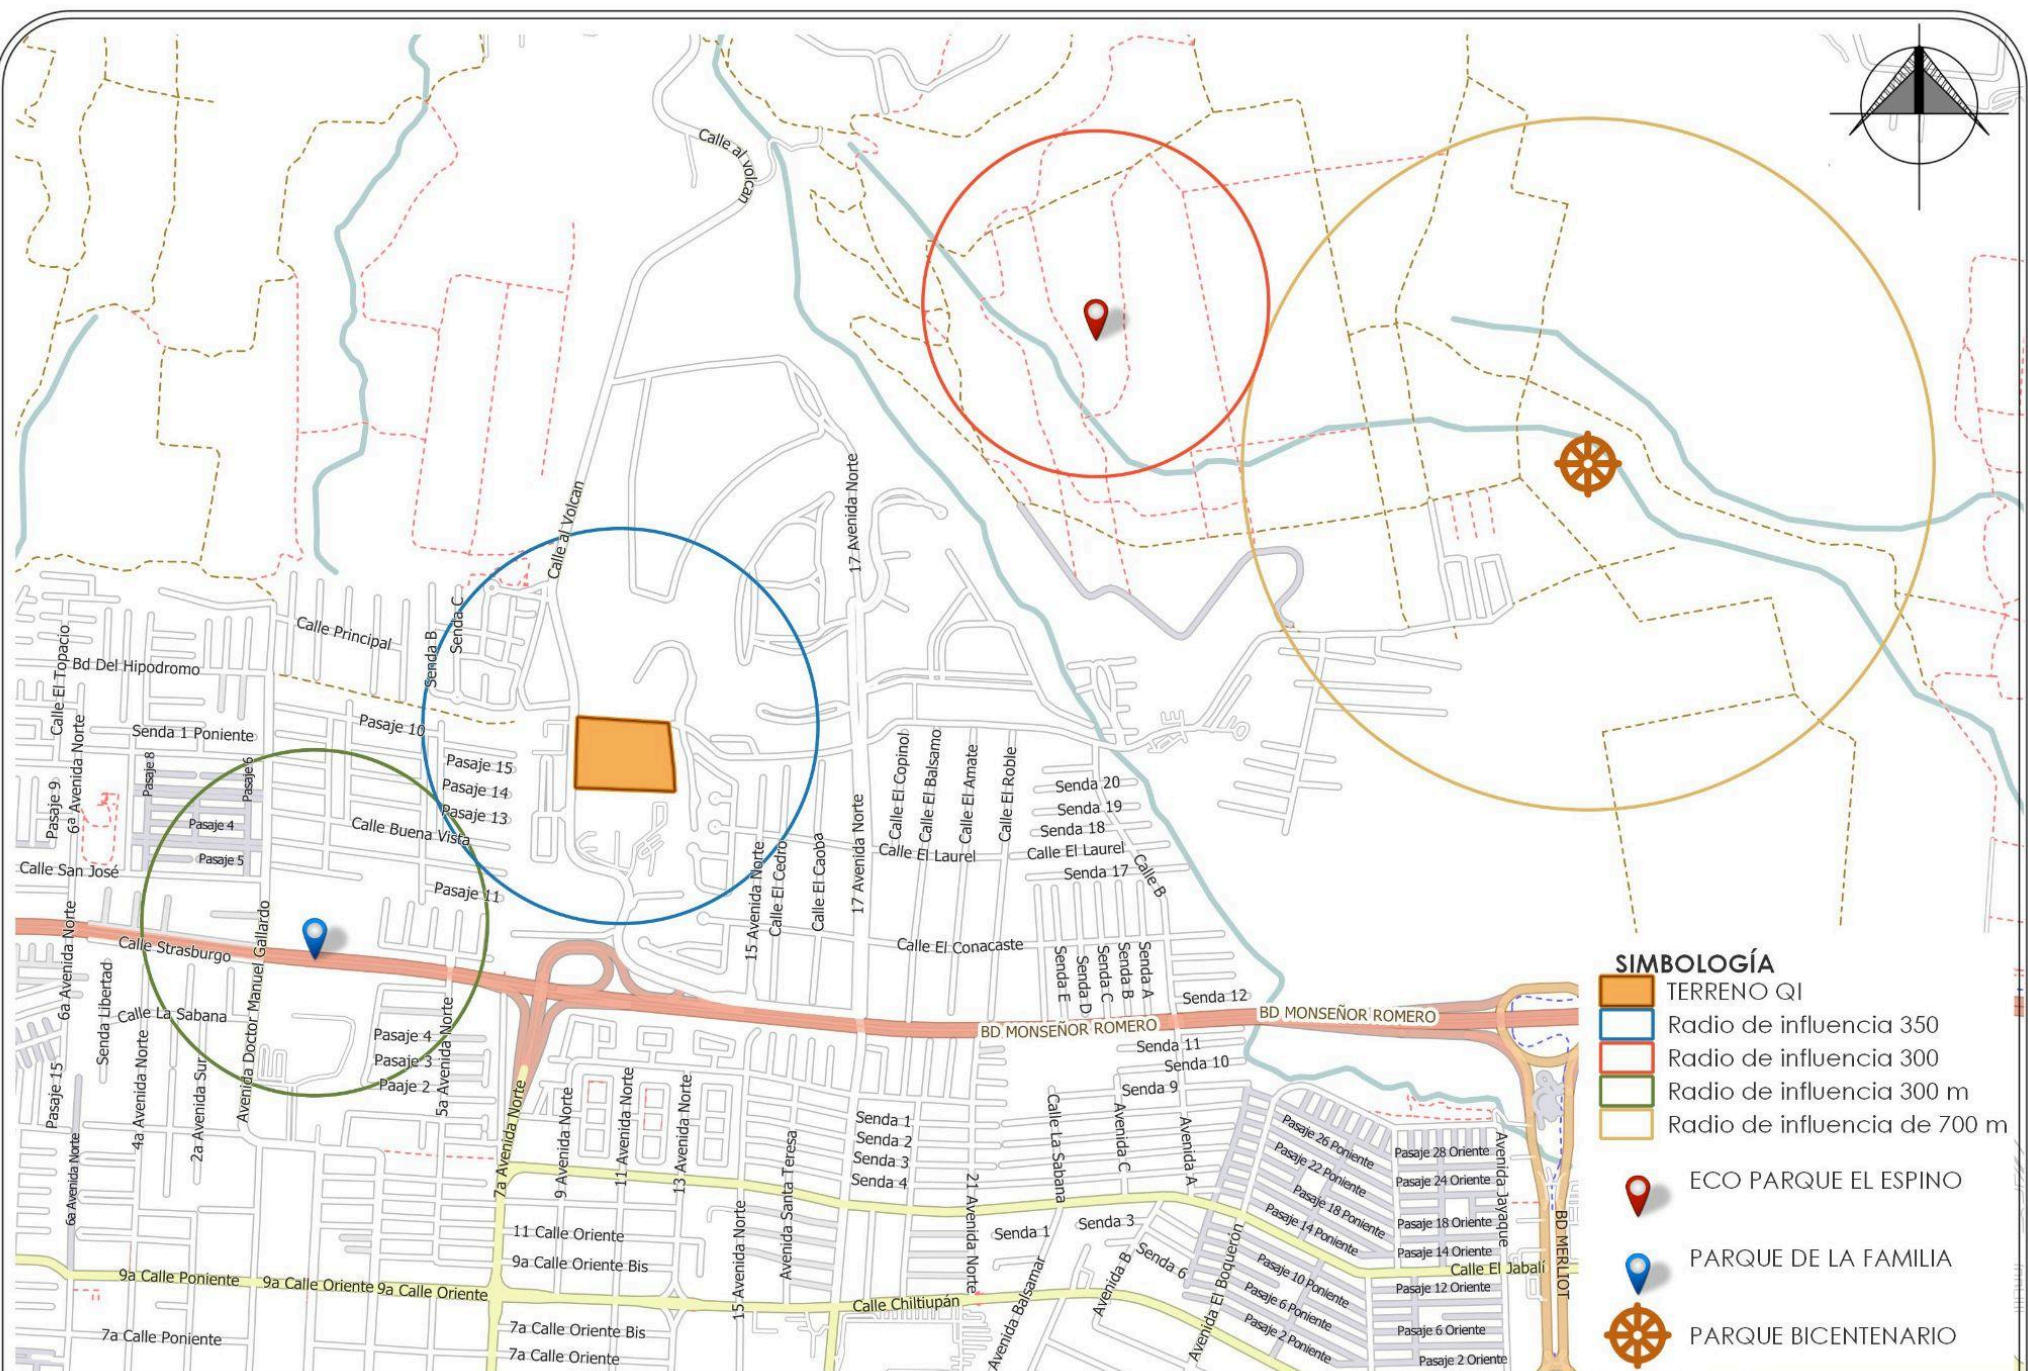 Calle al volcan
17 Avenida Norte
Calle al Volcan
Calle Principal
Senda C
Senda B
Calle El Topacio
Bd Del Hipodromo
Senda 1 Poniente
Pasaje 10
6a Avenida Norte
Pasaje 8
Pasaje 6
Pasaje 15
Pasaje 14
Pasaje 13
Pasaje 9
Pasaje 4
Calle Buena Vista
Pasaje 5
Calle San José
Pasaje 11
Calle El Copinol
Calle El Balsamo
Calle El Amate
Calle El Roble
Senda 20
Senda 19
Senda 18
Calle El Laurel
Calle El Laurel
Senda 17
Calle B
17 Avenida Norte
15 Avenida Norte
Calle El Cedro
Calle El Caoba
6a Avenida Norte
Calle Strasburgo
Avenida Doctor Manuel Gallardo
Calle El Conacaste
Senda E
Senda D
Senda C
Senda B
Senda A
Senda 12
Senda Libertad
Calle La Sabana
BD MONSEÑOR ROMERO
BD MONSEÑOR ROMERO
Pasaje 4
Pasaje 3
Paaje 2
5a Avenida Norte
Senda 11
Senda 10
Senda 9
Pasaje 15
4a Avenida Norte
2a Avenida Sur
7a Avenida Norte
9 Avenida Norte
11 Avenida Norte
13 Avenida Norte
Senda 1
Senda 2
Senda 3
Senda 4
Calle La Sabana
Avenida C
Avenida A
Pasaje 26 Poniente
Pasaje 22 Poniente
Pasaje 18 Poniente
Pasaje 14 Poniente
Pasaje 28 Oriente
Pasaje 24 Oriente
Pasaje 18 Oriente
Pasaje 14 Oriente
Avenida Jayaque
6a Avenida Norte
15 Avenida Norte
Avenida Santa Teresa
21 Avenida Norte
Senda 1
Senda 3
11 Calle Oriente
9a Calle Oriente Bis
Senda 6
Avenida B
Avenida Balsamar
Avenida El Boquerón
Calle El Jabalí
BD MERLIOT
9a Calle Poniente
9a Calle Oriente
9a Calle Oriente
Calle Chiltiupán
Pasaje 10 Poniente
Pasaje 6 Poniente
Pasaje 2 Poniente
Pasaje 12 Oriente
Pasaje 6 Oriente
Pasaje 2 Oriente
7a Calle Poniente
7a Calle Oriente Bis
7a Calle Oriente
SIMBOLOGÍA
TERRENO QI
Radio de influencia 350
Radio de influencia 300
Radio de influencia 300 m
Radio de influencia de 700 m
ECO PARQUE EL ESPINO
PARQUE DE LA FAMILIA
PARQUE BICENTENARIO